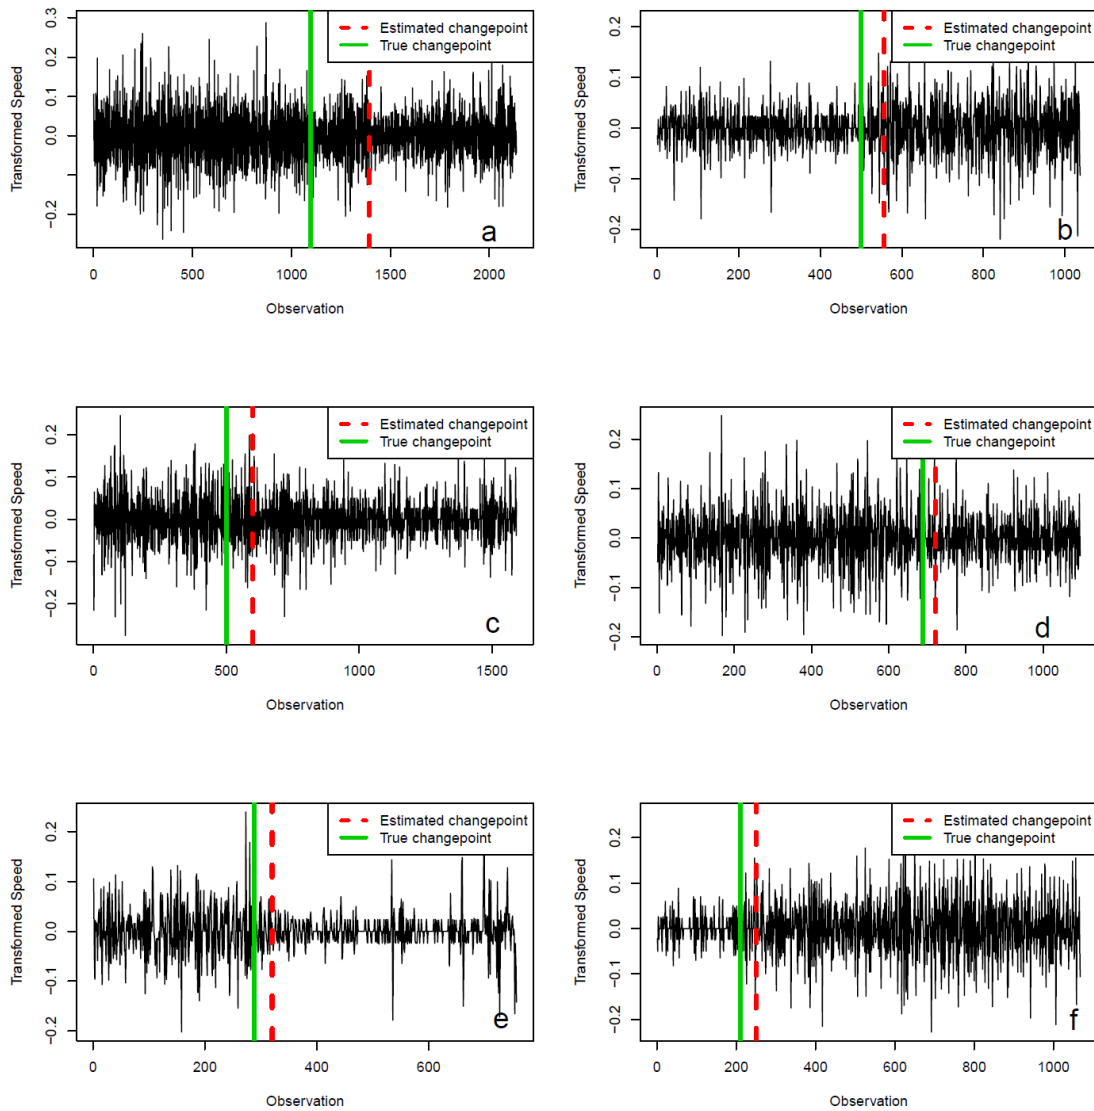 Estimated changepoint
True changepoint
Transformed Speed
0.3
0.2
0.1
0.0
−0.2
a
0 500 1000 1500 2000
Observation
Estimated changepoint
True changepoint
Transformed Speed
0.2
0.1
0.0
−0.1
−0.2
b
0 200 400 600 800 1000
Observation
Estimated changepoint
True changepoint
Transformed Speed
0.2
0.1
0.0
−0.1
−0.2
c
0 500 1000 1500
Observation
Estimated changepoint
True changepoint
Transformed Speed
0.2
0.1
0.0
−0.1
−0.2
d
0 200 400 600 800 1000
Observation
Estimated changepoint
True changepoint
Transformed Speed
0.2
0.1
0.0
−0.1
−0.2
e
0 200 400 600
Observation
Estimated changepoint
True changepoint
Transformed Speed
0.2
0.1
0.0
−0.1
−0.2
f
0 200 400 600 800 1000
Observation